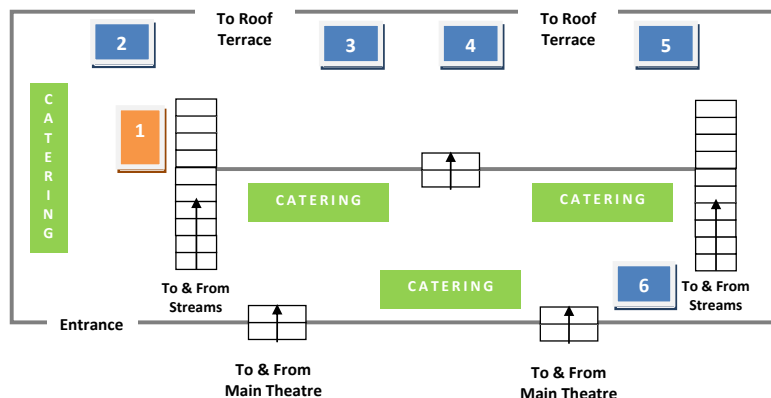 To Roof
Terrace
To Roof
Terrace
2
3
4
5
CATERING
1
CATERING
CATERING
CATERING
6
To & From
Streams
To & From
Streams
Entrance
To & From
Main Theatre
To & From
Main Theatre